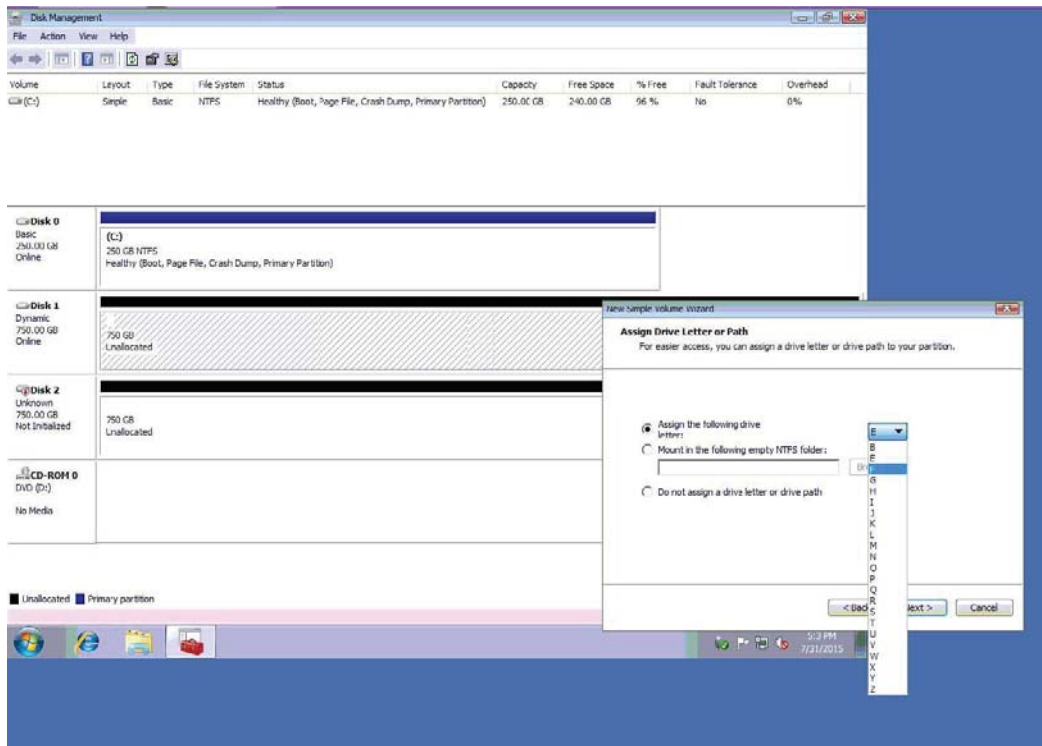 Disk Management
File Action View Help
Volume Layout Type File System Status Capacity Free Space % Free Fault Tolerance Overhead
(C:) Simple Basic NTFS Healthy (Boot, Page File, Crash Dump, Primary Partition) 250.00 GB 240.00 GB 96 % No 0%
Disk 0
Basic
250.00 GB
Online
(C:)
250 GB NTFS
Healthy (Boot, Page File, Crash Dump, Primary Partition)
Disk 1
Dynamic
750.00 GB
Online
750 GB
Unallocated
Disk 2
Unknown
750.00 GB
Not Initialized
750 GB
Unallocated
CD-ROM 0
DVD (D:)
No Media
Unallocated Primary partition
New Simple Volume Wizard
Assign Drive Letter or Path
For easier access, you can assign a drive letter or drive path to your partition.
Assign the following drive
letter:
E
Mount in the following empty NTFS folder:
Do not assign a drive letter or drive path
B
E
G
H
I
J
K
L
M
N
O
P
Q
R
S
T
U
V
W
X
Y
Z
Cancel
7/31/2015